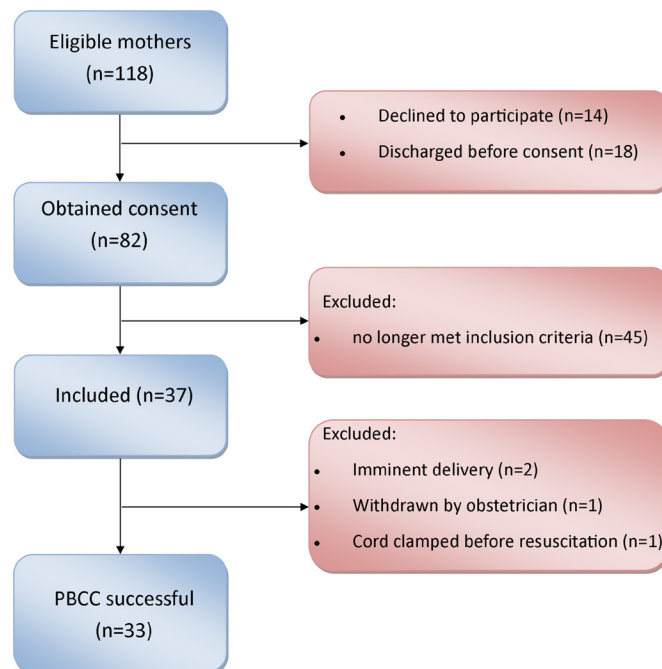 Eligible mothers
(n=118)
• Declined to participate (n=14)
• Discharged before consent (n=18)
Obtained consent
(n=82)
Excluded:
• no longer met inclusion criteria (n=45)
Included (n=37)
Excluded:
• Imminent delivery (n=2)
• Withdrawn by obstetrician (n=1)
• Cord clamped before resuscitation (n=1)
PBCC successful
(n=33)